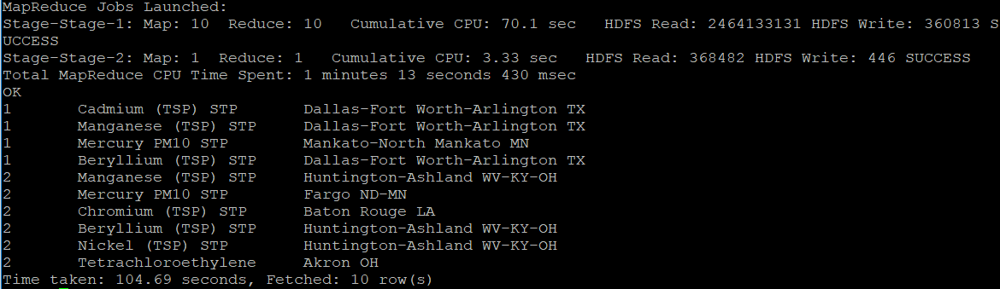 MapReduce Jobs Launched:
Stage-Stage-1: Map: 10  Reduce: 10   Cumulative CPU: 70.1 sec   HDFS Read: 2464133131 HDFS Write: 360813 S
UCCESS
Stage-Stage-2: Map: 1  Reduce: 1   Cumulative CPU: 3.33 sec   HDFS Read: 368482 HDFS Write: 446 SUCCESS
Total MapReduce CPU Time Spent: 1 minutes 13 seconds 430 msec
OK
1       Cadmium (TSP) STP       Dallas-Fort Worth-Arlington TX
1       Manganese (TSP) STP     Dallas-Fort Worth-Arlington TX
1       Mercury PM10 STP        Mankato-North Mankato MN
1       Beryllium (TSP) STP     Dallas-Fort Worth-Arlington TX
2       Manganese (TSP) STP     Huntington-Ashland WV-KY-OH
2       Mercury PM10 STP        Fargo ND-MN
2       Chromium (TSP) STP      Baton Rouge LA
2       Beryllium (TSP) STP     Huntington-Ashland WV-KY-OH
2       Nickel (TSP) STP        Huntington-Ashland WV-KY-OH
2       Tetrachloroethylene     Akron OH
Time taken: 104.69 seconds, Fetched: 10 row(s)